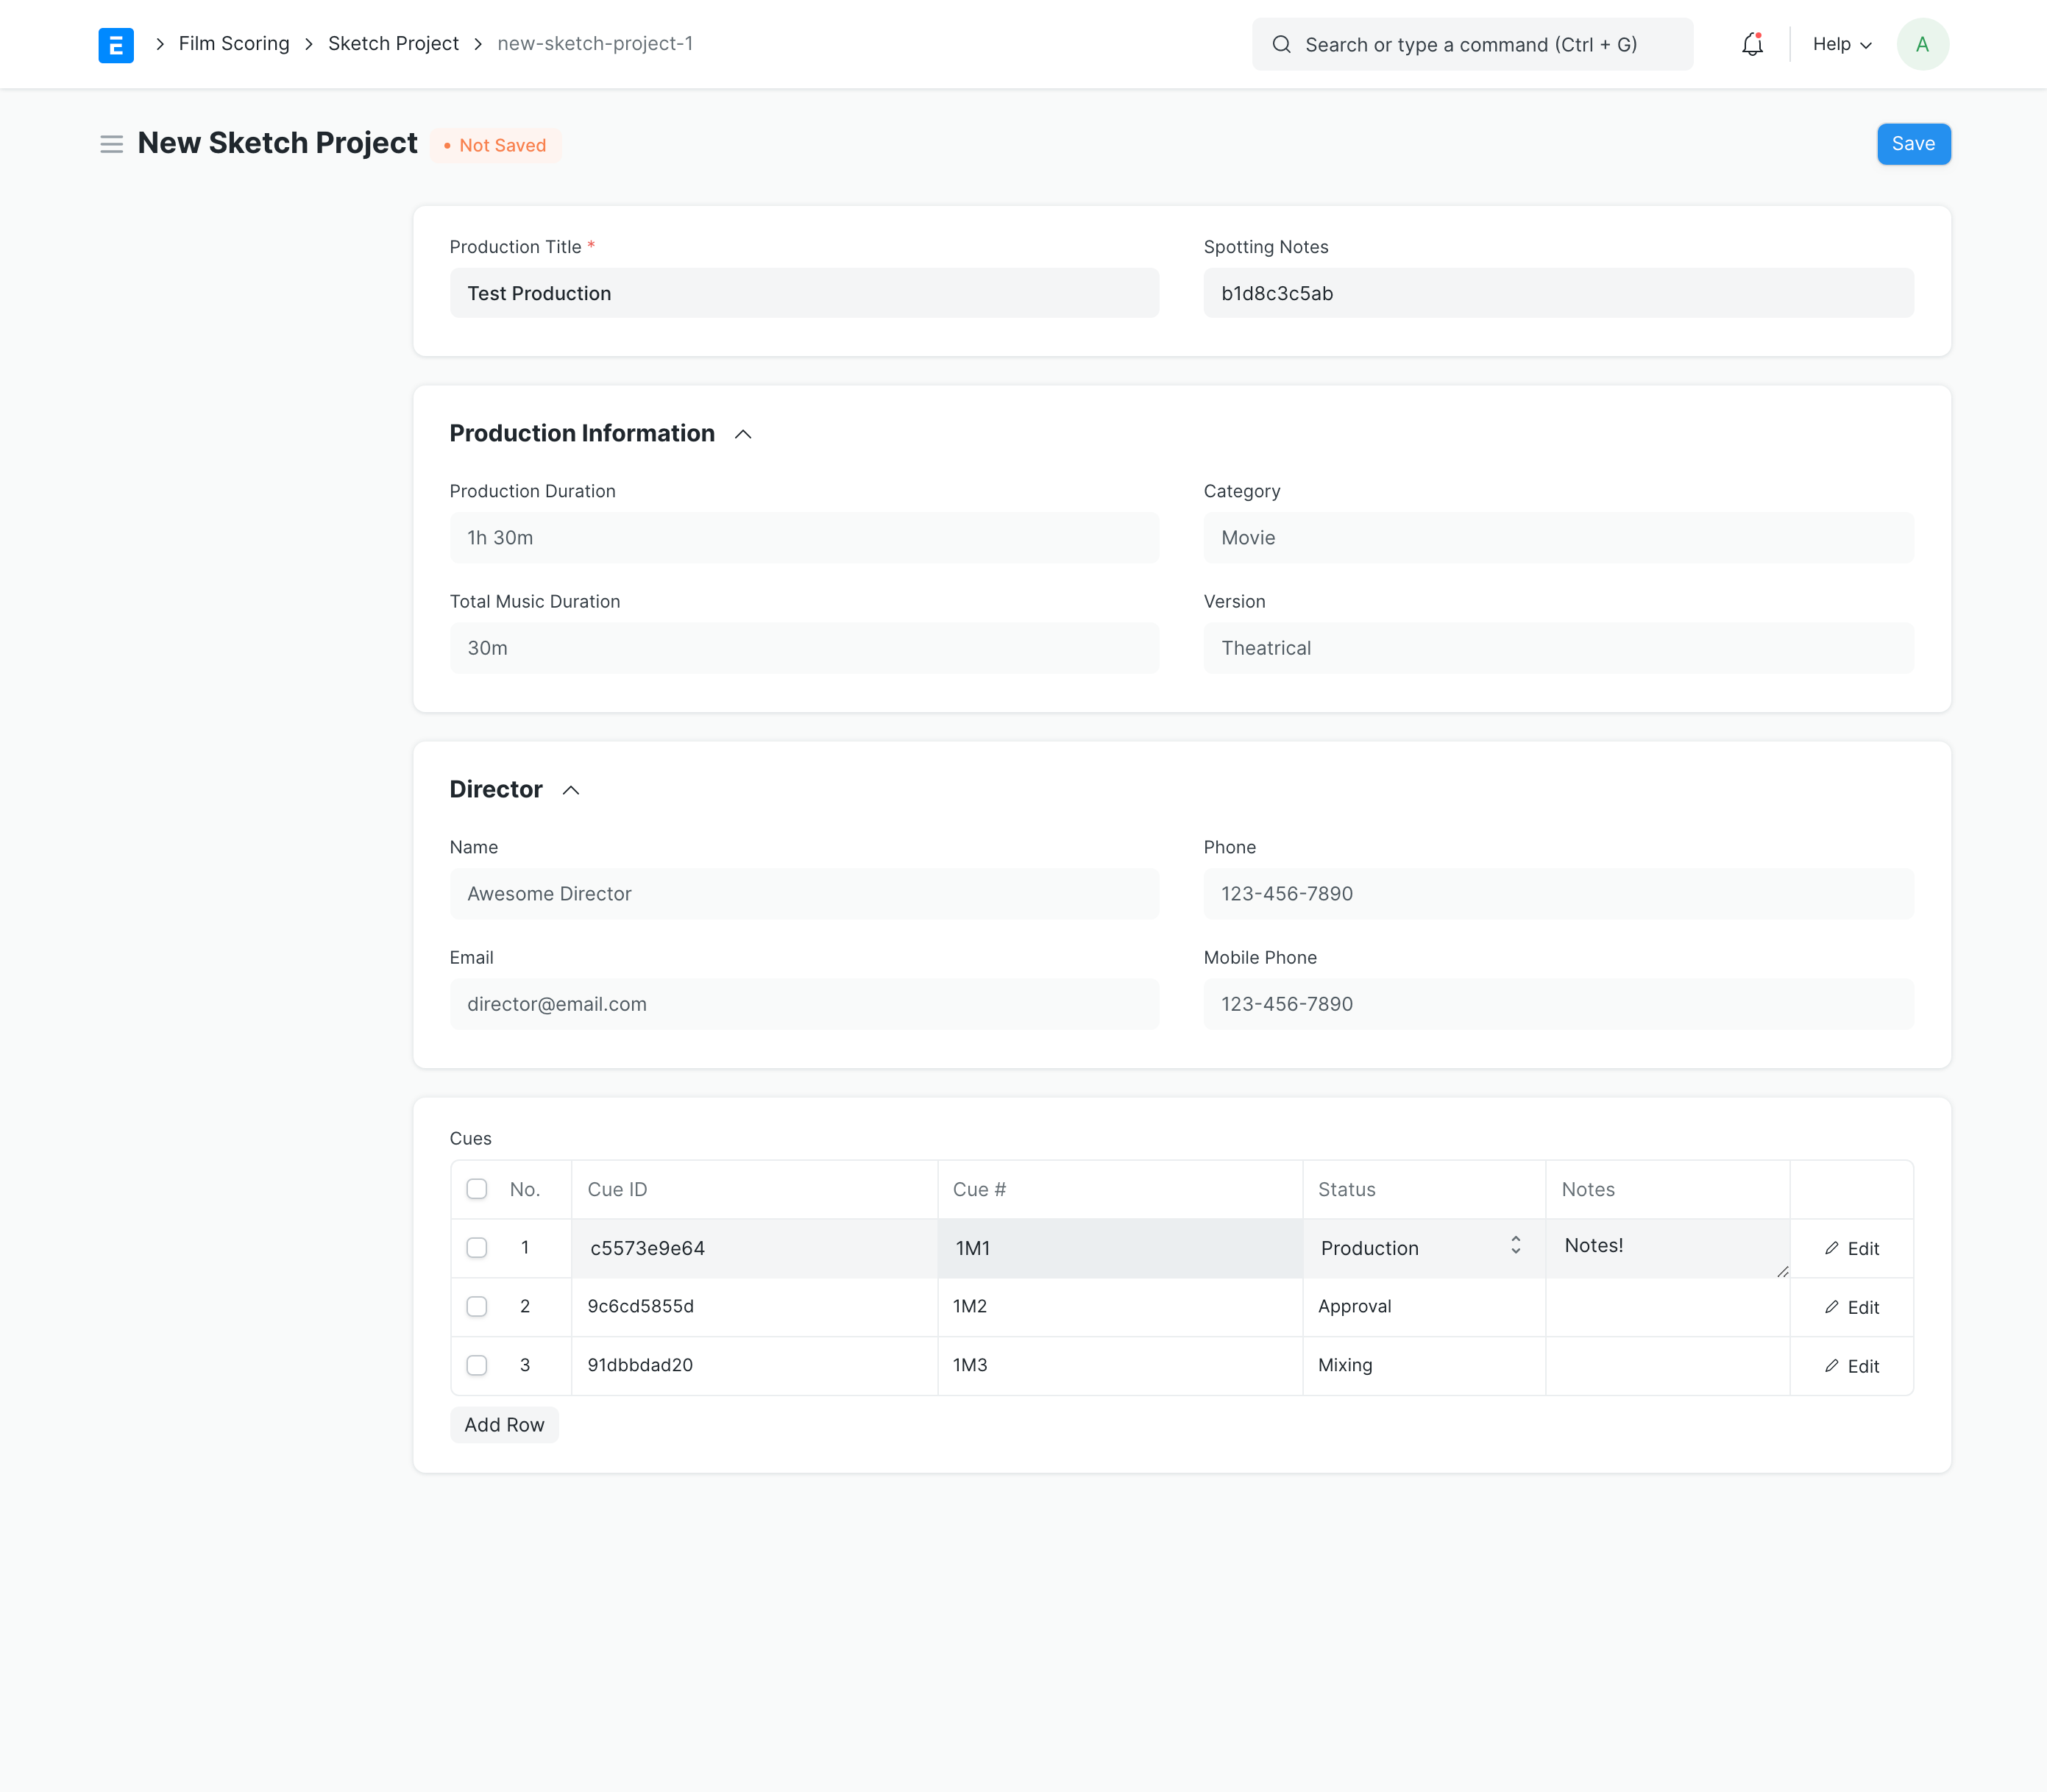 E > Film Scoring > Sketch Project > new-sketch-project-1 Search or type a command (Ctrl + G) Help A
New Sketch Project • Not Saved Save
Production Title * Spotting Notes
Test Production b1d8c3c5ab
Production Information
Production Duration Category
1h 30m Movie
Total Music Duration Version
30m Theatrical
Director
Name Phone
Awesome Director 123-456-7890
Email Mobile Phone
director@email.com 123-456-7890
Cues
No. Cue ID Cue # Status Notes
1 c5573e9e64 1M1 Production Notes! Edit
2 9c6cd5855d 1M2 Approval Edit
3 91dbbdad20 1M3 Mixing Edit
Add Row